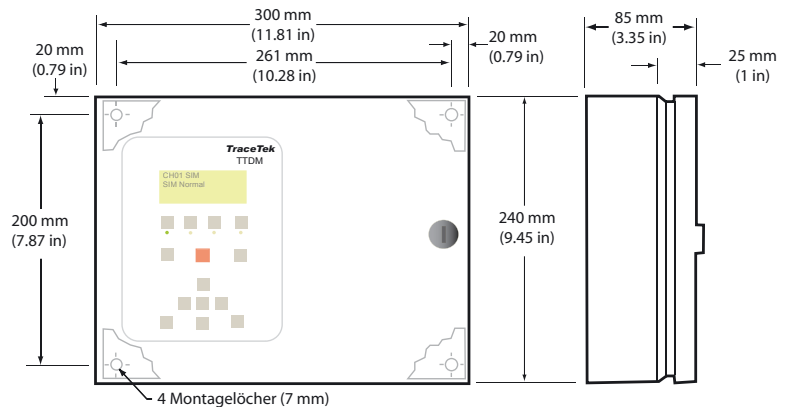 300 mm
(11.81 in)
85 mm
(3.35 in)
20 mm
(0.79 in)
261 mm
(10.28 in)
20 mm
(0.79 in)
25 mm
(1 in)
TraceTek
TTDM
CH01 SIM
SIM Normal
200 mm
(7.87 in)
240 mm
(9.45 in)
4 Montagelöcher (7 mm)